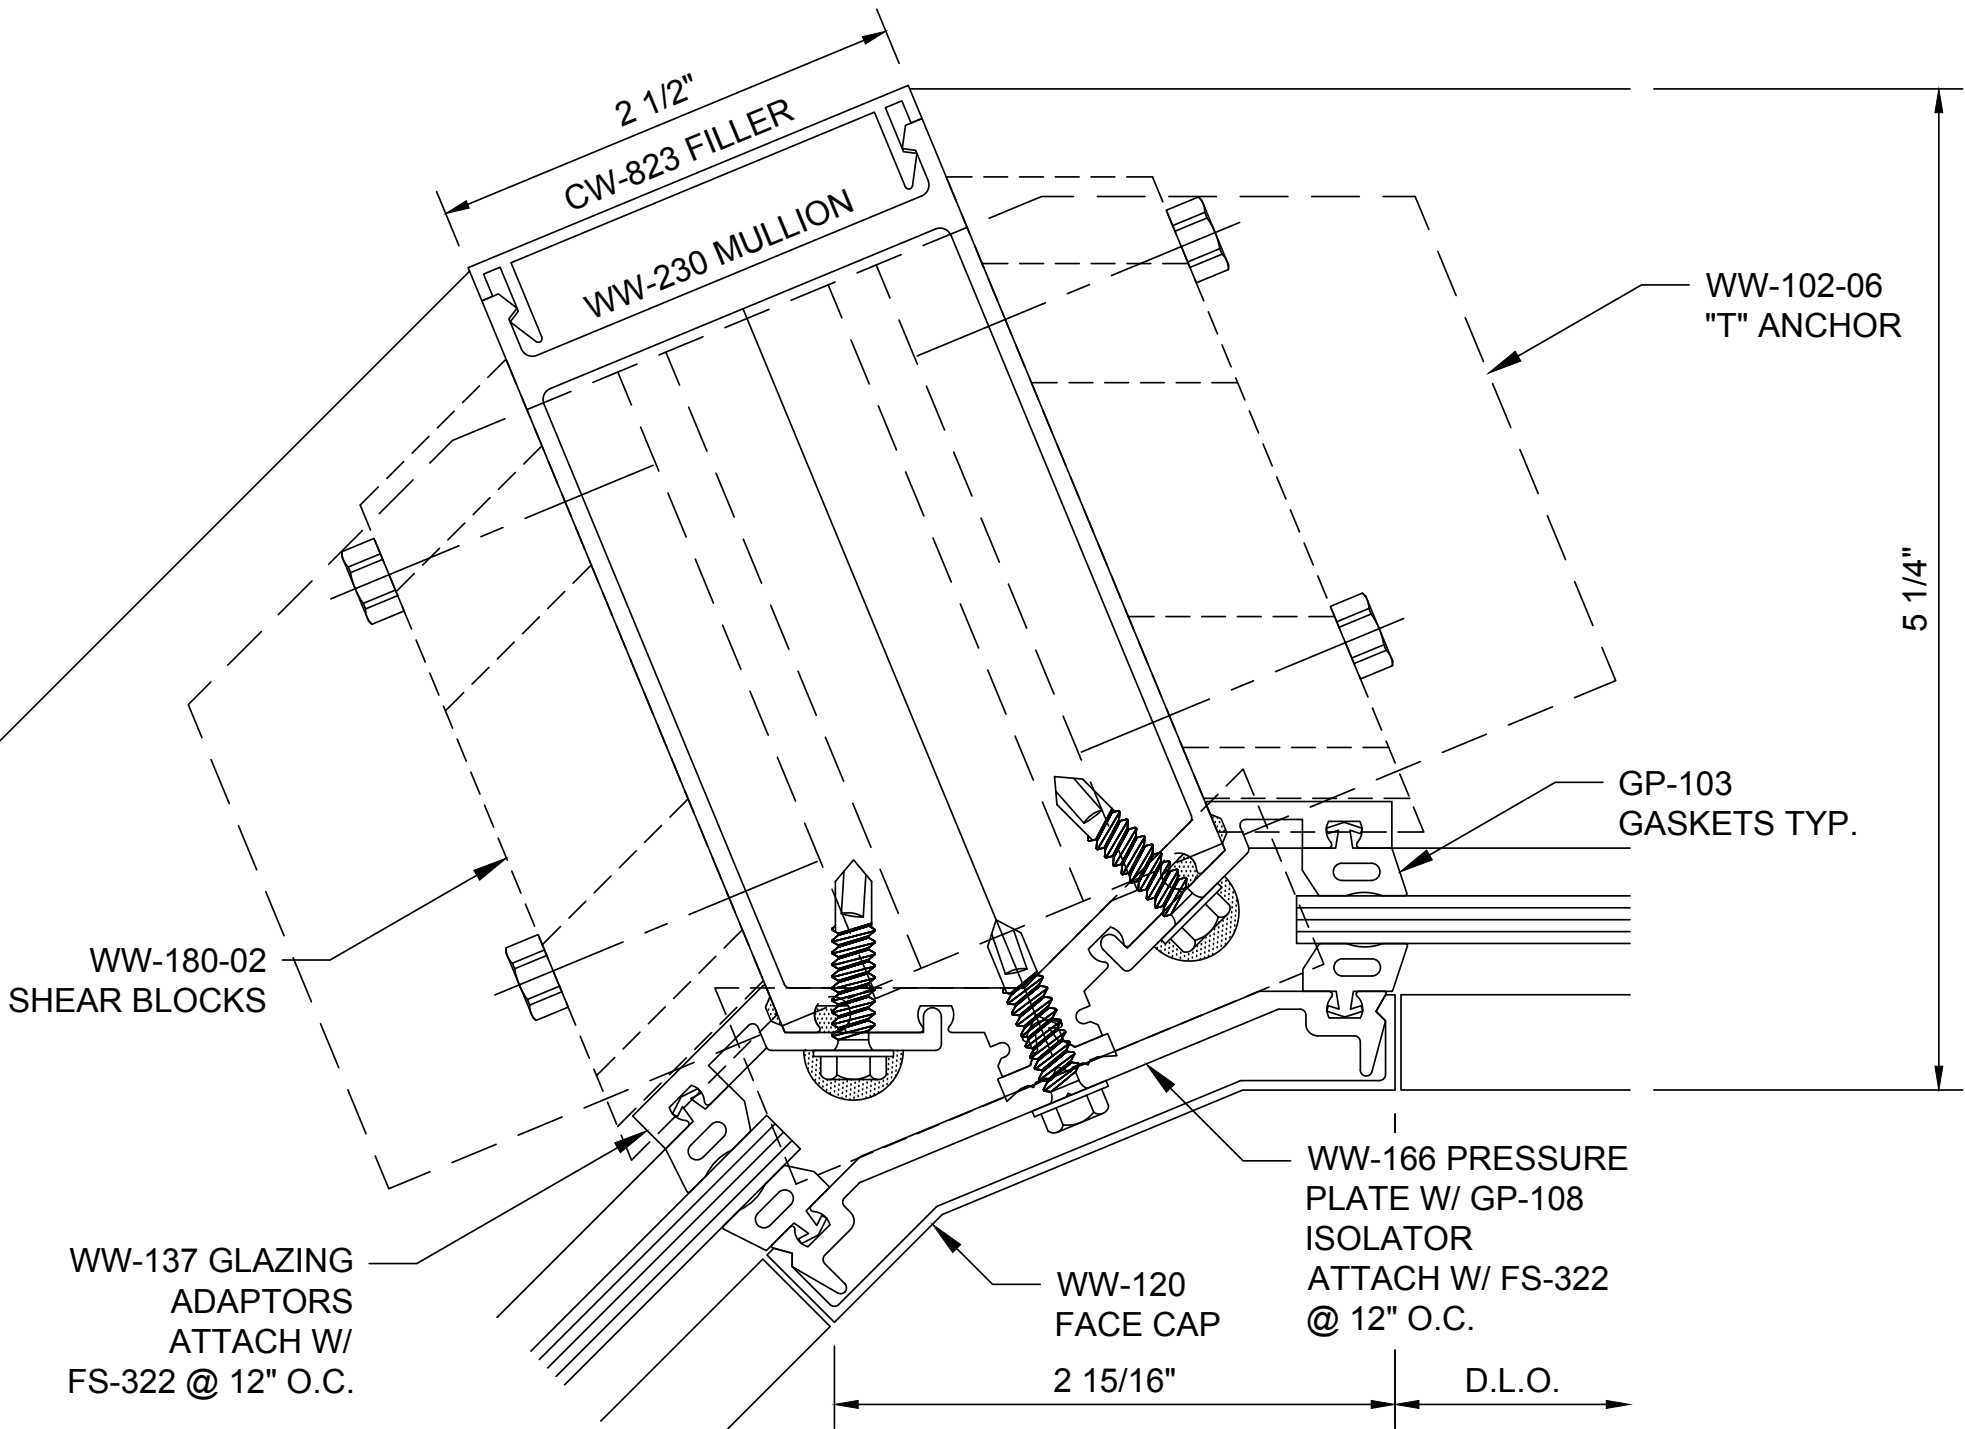 2 1/2"
CW-823 FILLER
WW-230 MULLION
WW-102-06
"T" ANCHOR
5 1/4"
GP-103
GASKETS TYP.
WW-180-02
SHEAR BLOCKS
WW-166 PRESSURE
PLATE W/ GP-108
ISOLATOR
ATTACH W/ FS-322
@ 12" O.C.
WW-137 GLAZING
ADAPTORS
ATTACH W/
FS-322 @ 12" O.C.
WW-120
FACE CAP
2 15/16"
D.L.O.